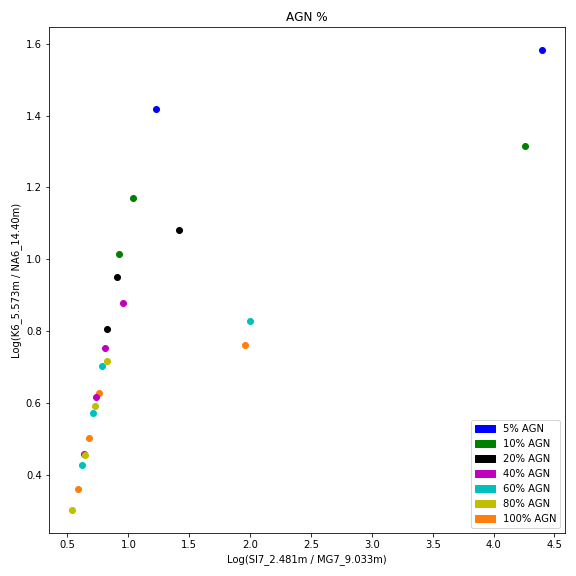 AGN %
1.6
1.4
1.2
1.0
0.8
0.6
0.4
Log(K6_5.573m / NA6_14.40m)
0.5
1.0
1.5
2.0
2.5
3.0
3.5
4.0
4.5
Log(SI7_2.481m / MG7_9.033m)
5% AGN
10% AGN
20% AGN
40% AGN
60% AGN
80% AGN
100% AGN